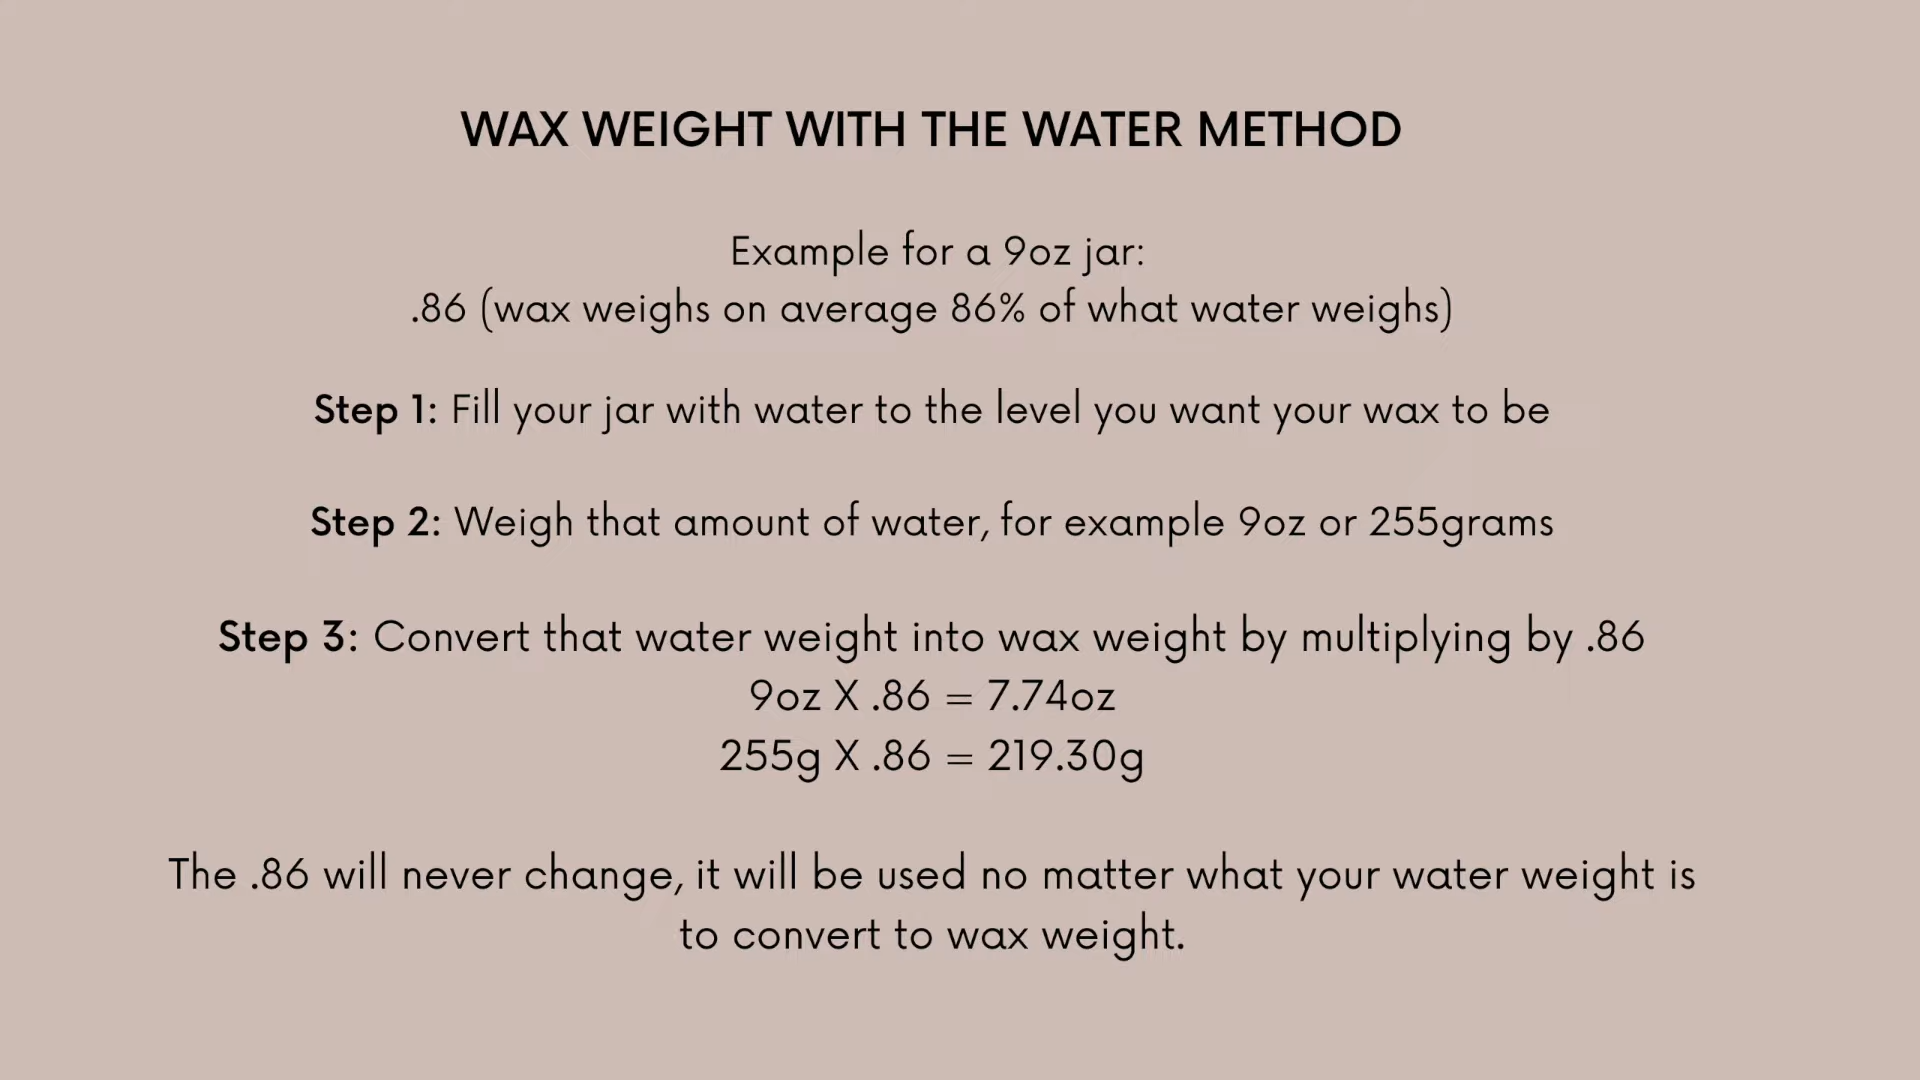 WAX WEIGHT WITH THE WATER METHOD
Example for a 9oz jar:
.86 (wax weighs on average 86% of what water weighs)
Step 1: Fill your jar with water to the level you want your wax to be
Step 2: Weigh that amount of water, for example 9oz or 255grams
Step 3: Convert that water weight into wax weight by multiplying by .86
9oz X .86 = 7.74oz
255g X .86 = 219.30g
The .86 will never change, it will be used no matter what your water weight is
to convert to wax weight.